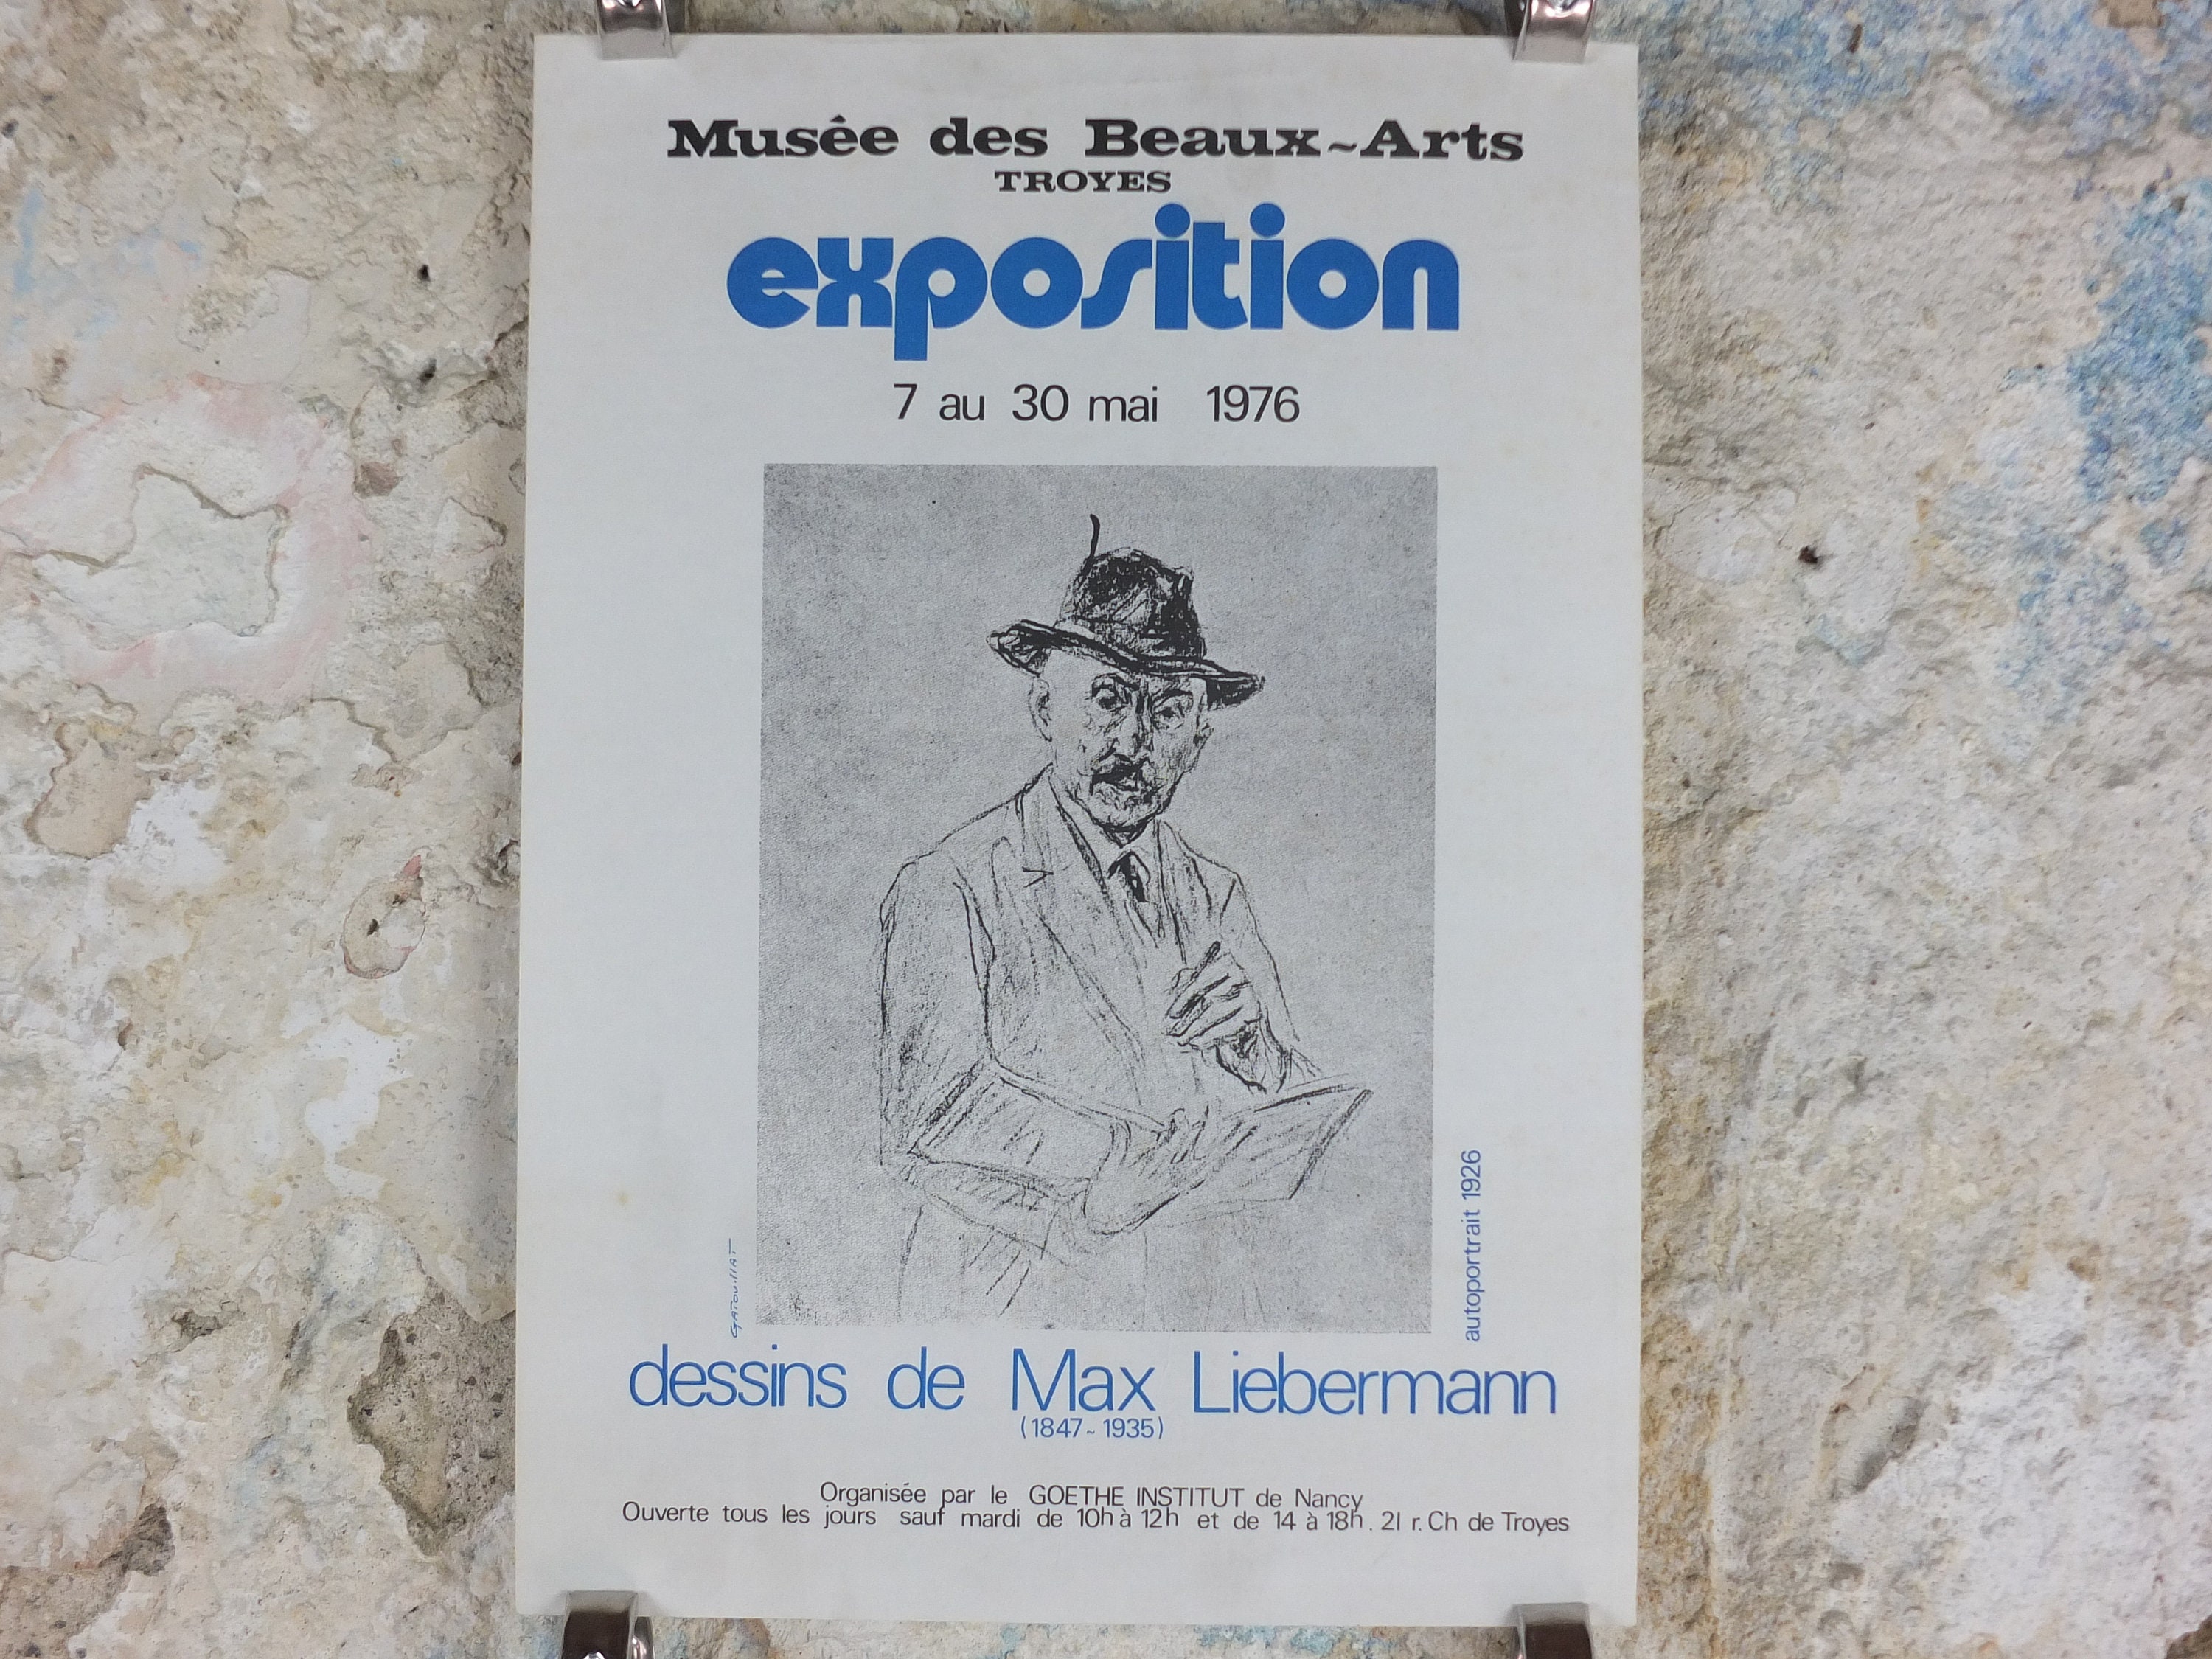 Musée des Beaux~Arts
TROYES
exposition
7 au 30 mai 1976
autoportrait 1926
GATOUILLAT
dessins de Max Liebermann
(1847~1935)
Organisée par le GOETHE INSTITUT de Nancy
Ouverte tous les jours sauf mardi de 10h à 12h et de 14 à 18h. 21 r. Ch de Troyes